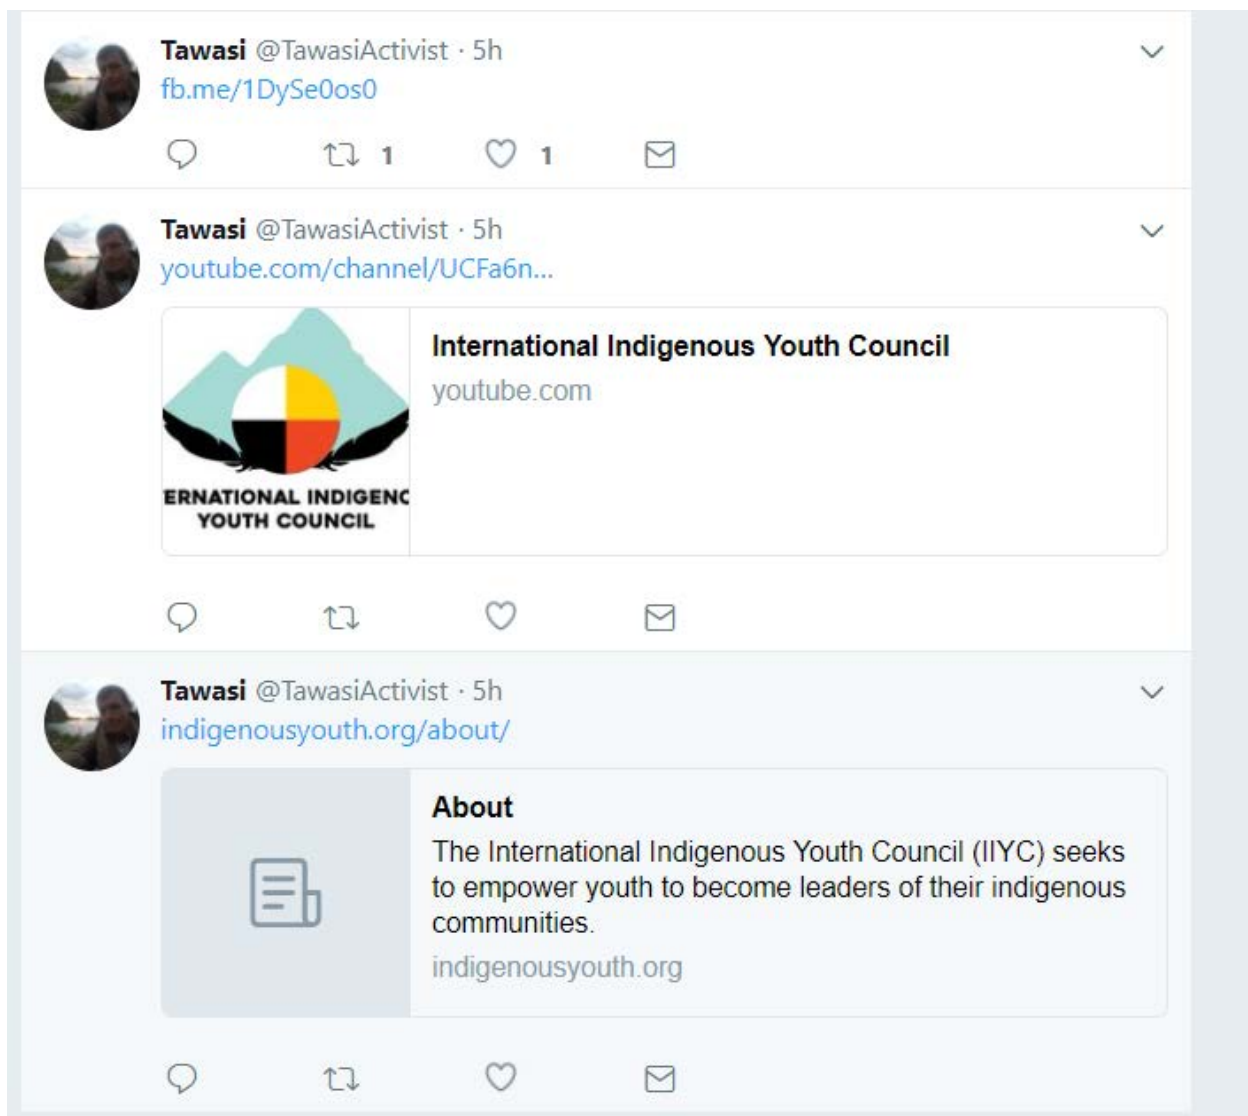 Tawasi @TawasiActivist · 5h
fb.me/1DySe0os0
1 1
Tawasi @TawasiActivist · 5h
youtube.com/channel/UCFa6n...
International Indigenous Youth Council
youtube.com
ERNATIONAL INDIGENO
YOUTH COUNCIL
Tawasi @TawasiActivist · 5h
indigenousyouth.org/about/
About
The International Indigenous Youth Council (IIYC) seeks
to empower youth to become leaders of their indigenous
communities.
indigenousyouth.org